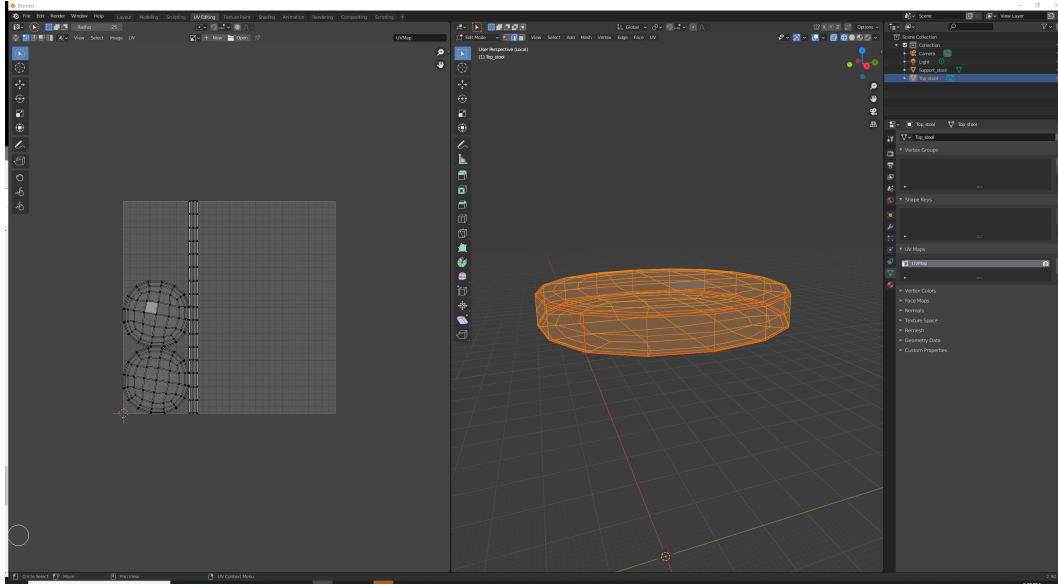 Blender
File Edit Render Window Help Layout Modeling Sculpting UV Editing Texture Paint Shading Animation Rendering Compositing Scripting + Scene View Layer
Radius 25 Global Options
View Select Image UV New Open UVMap Edit Mode View Select Add Mesh Vertex Edge Face UV
User Perspective (Local)
(1) Top_stool
Scene Collection
Collection
Camera
Light
Support_stool
Top_stool
Top_stool Top_stool
Top_stool
Vertex Groups
Shape Keys
UV Maps
UVMap
Vertex Colors
Face Maps
Normals
Texture Space
Remesh
Geometry Data
Custom Properties
Circle Select Move Pan View UV Context Menu